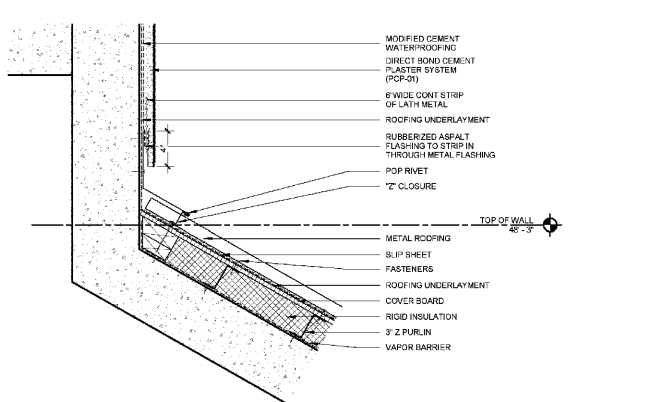 MODIFIED CEMENT
WATERPROOFING
DIRECT BOND CEMENT
PLASTER SYSTEM
(PCP-01)
6"WIDE CONT STRIP
OF LATH METAL
ROOFING UNDERLAYMENT
RUBBERIZED ASPALT
FLASHING TO STRIP IN
THROUGH METAL FLASHING
4"
POP RIVET
"Z" CLOSURE
TOP OF WALL
48' - 3"
METAL ROOFING
SLIP SHEET
FASTENERS
ROOFING UNDERLAYMENT
COVER BOARD
RIGID INSULATION
3" Z PURLIN
VAPOR BARRIER